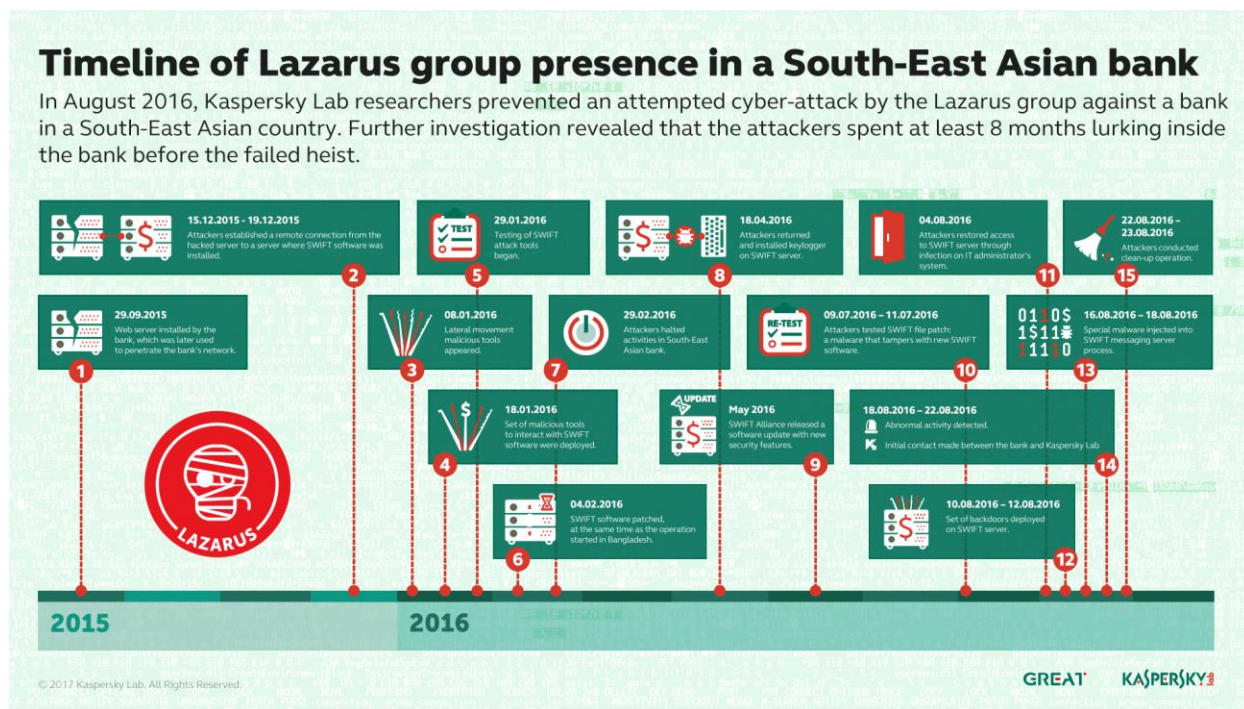 Timeline of Lazarus group presence in a South-East Asian bank
In August 2016, Kaspersky Lab researchers prevented an attempted cyber-attack by the Lazarus group against a bank
in a South-East Asian country. Further investigation revealed that the attackers spent at least 8 months lurking inside
the bank before the failed heist.
15.12.2015 - 19.12.2015
Attackers established a remote connection from the
hacked server to a server where SWIFT software was
installed.
2
TEST
29.01.2016
Testing of SWIFT
attack tools
began.
5
18.04.2016
Attackers returned
and installed keylogger
on SWIFT server.
8
04.08.2016
Attackers restored access
to SWIFT server through
infection on IT administrator's
system.
11
22.08.2016 –
23.08.2016
Attackers conducted
clean-up operation.
15
29.09.2015
Web server installed by the
bank, which was later used
to penetrate the bank's network.
1
08.01.2016
Lateral movement
malicious tools
appeared.
3
29.02.2016
Attackers halted
activities in South-East
Asian bank.
7
RE-TEST
09.07.2016 – 11.07.2016
Attackers tested SWIFT file patch:
a malware that tampers with new SWIFT
software.
10
0110$
1$11
11110
16.08.2016 – 18.08.2016
Special malware injected into
SWIFT messaging server
process.
13
$
18.01.2016
Set of malicious tools
to interact with SWIFT
software were deployed.
4
UPDATE
$
May 2016
SWIFT Alliance released a
software update with new
security features.
9
18.08.2016 – 22.08.2016
Abnormal activity detected.
Initial contact made between the bank and Kaspersky Lab
14
04.02.2016
SWIFT software patched,
at the same time as the operation
started in Bangladesh.
6
$
10.08.2016 – 12.08.2016
Set of backdoors deployed
on SWIFT server.
12
LAZARUS
2015
2016
© 2017 Kaspersky Lab. All Rights Reserved.
GREAT
KASPERSKY lab